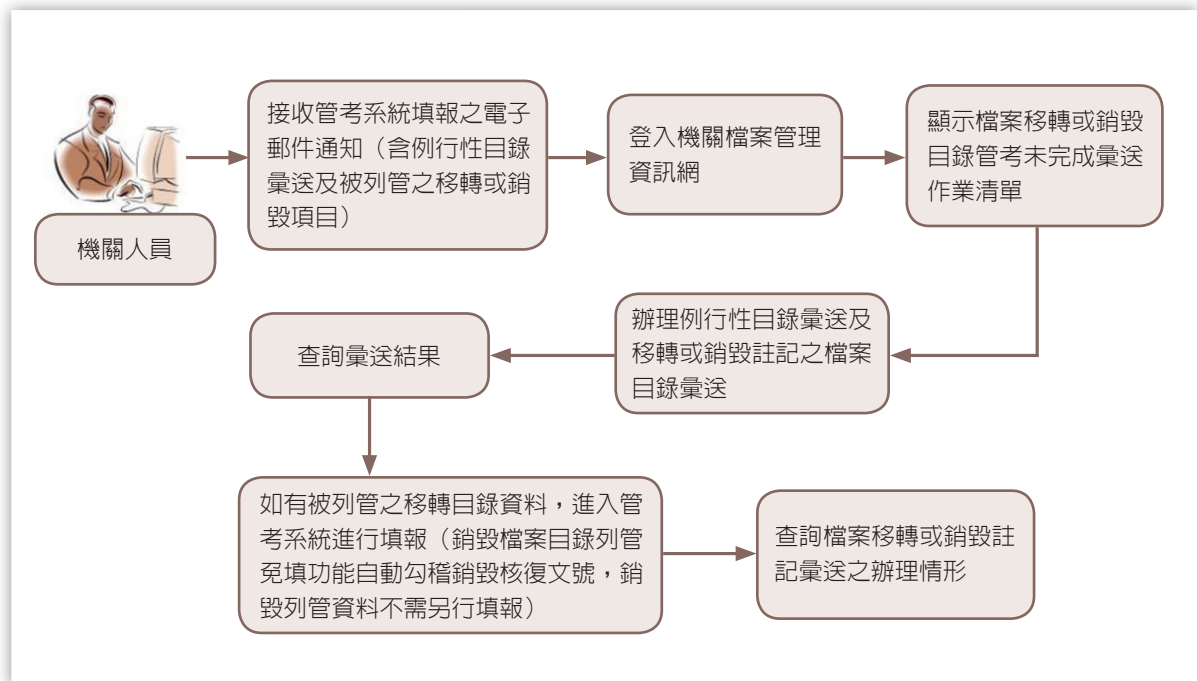 機關人員
接收管考系統填報之電子
郵件通知（含例行性目錄
彙送及被列管之移轉或銷
毀項目）
登入機關檔案管理
資訊網
顯示檔案移轉或銷毀
目錄管考未完成彙送
作業清單
辦理例行性目錄彙送及
移轉或銷毀註記之檔案
目錄彙送
查詢彙送結果
如有被列管之移轉目錄資料，進入管
考系統進行填報（銷毀檔案目錄列管
免填功能自動勾稽銷毀核復文號，銷
毀列管資料不需另行填報）
查詢檔案移轉或銷毀註
記彙送之辦理情形